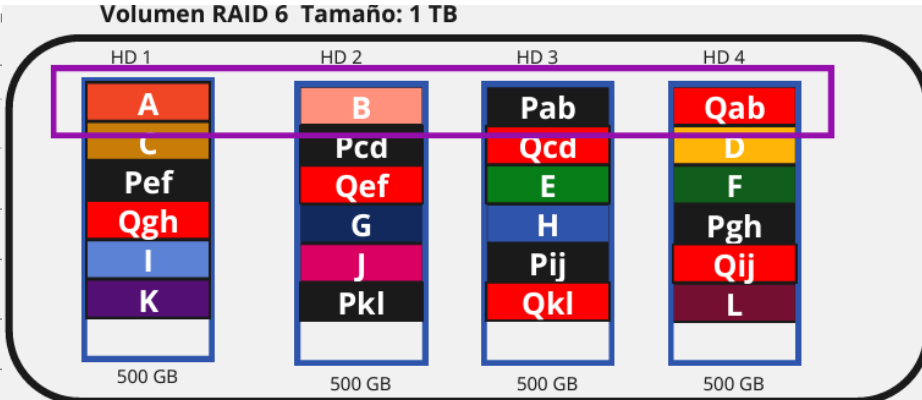 Volumen RAID 6 Tamaño: 1 TB
HD 1 HD 2 HD 3 HD 4
A B Pab Qab
C Pcd Qcd D
Pef Qef E F
Qgh G H Pgh
I J Pij Qij
K Pkl Qkl L
500 GB 500 GB 500 GB 500 GB